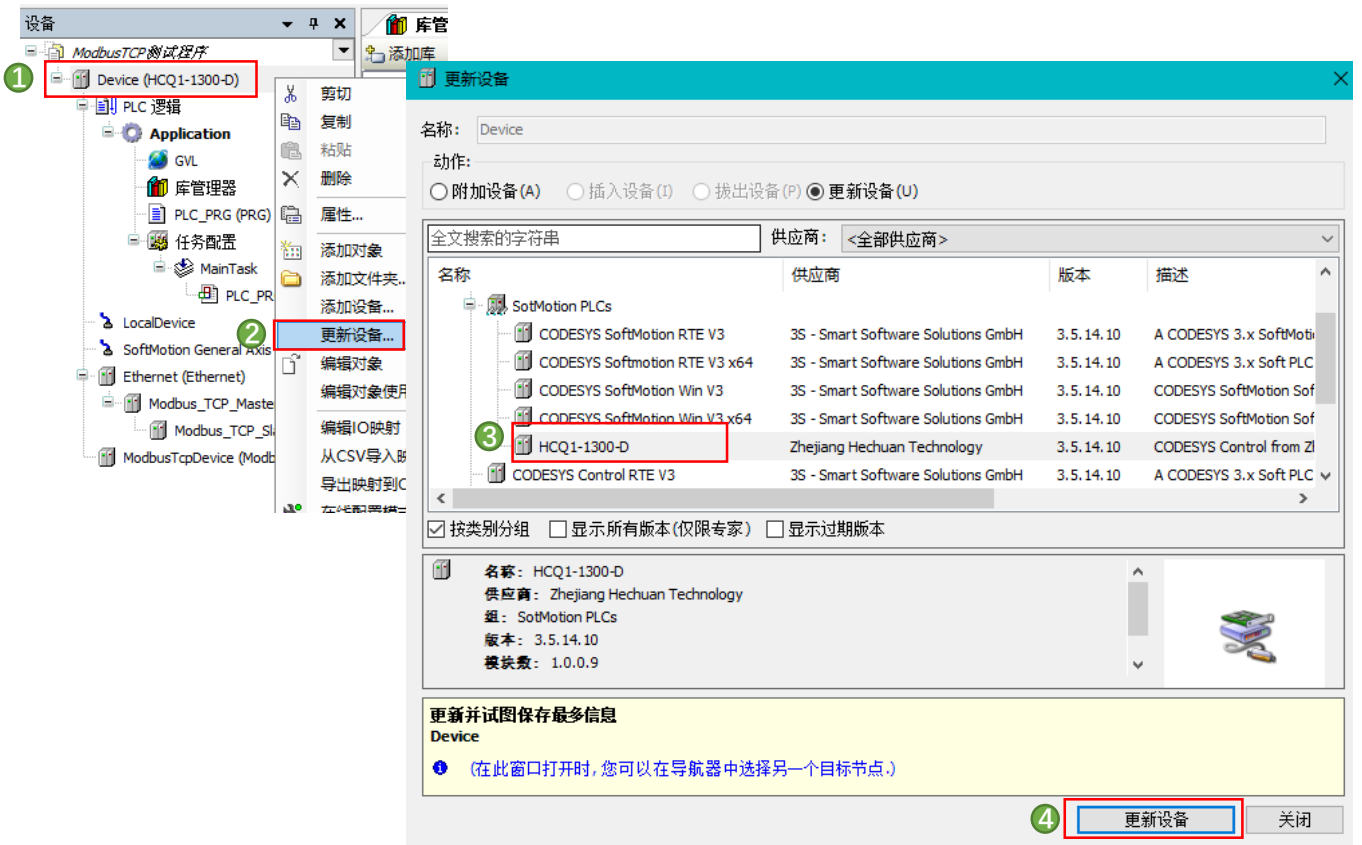 设备
ModbusTCP测试程序
1
Device (HCQ1-1300-D)
PLC 逻辑
Application
GVL
库管理器
PLC_PRG (PRG)
任务配置
MainTask
PLC_PR
LocalDevice
SoftMotion General Axis
Ethernet (Ethernet)
Modbus_TCP_Maste
Modbus_TCP_Sl
ModbusTcpDevice (Modb
库管
添加库
剪切
复制
粘贴
删除
属性...
添加对象
添加文件夹...
添加设备...
2
更新设备...
编辑对象
编辑对象使用
编辑IO映射
从CSV导入映
导出映射到C
在线配置模式
更新设备
名称: Device
动作:
附加设备(A) 插入设备(I) 拔出设备(P) 更新设备(U)
全文搜索的字符串 供应商: <全部供应商>
名称 供应商 版本 描述
SotMotion PLCs
CODESYS SoftMotion RTE V3 3S - Smart Software Solutions GmbH 3.5.14.10 A CODESYS 3.x SoftMoti
CODESYS Softmotion RTE V3 x64 3S - Smart Software Solutions GmbH 3.5.14.10 A CODESYS 3.x Soft PLC
CODESYS SoftMotion Win V3 3S - Smart Software Solutions GmbH 3.5.14.10 CODESYS SoftMotion Sof
CODESYS SoftMotion Win V3 x64 3S - Smart Software Solutions GmbH 3.5.14.10 CODESYS SoftMotion Sof
3 HCQ1-1300-D Zhejiang Hechuan Technology 3.5.14.10 CODESYS Control from Zl
CODESYS Control RTE V3 3S - Smart Software Solutions GmbH 3.5.14.10 A CODESYS 3.x Soft PLC
按类别分组 显示所有版本(仅限专家) 显示过期版本
名称: HCQ1-1300-D
供应商: Zhejiang Hechuan Technology
组: SotMotion PLCs
版本: 3.5.14.10
模块数: 1.0.0.9
更新并试图保存最多信息
Device
(在此窗口打开时,您可以在导航器中选择另一个目标节点.)
4 更新设备 关闭